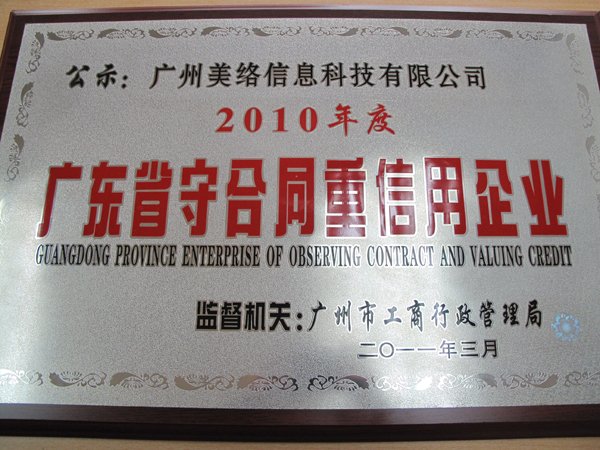 公示：广州美络信息科技有限公司
2010年度
广东省守合同重信用企业
GUANGDONG PROVINCE ENTERPRISE OF OBSERVING CONTRACT AND VALUING CREDIT
监督机关：广州市工商行政管理局
二〇一一年三月